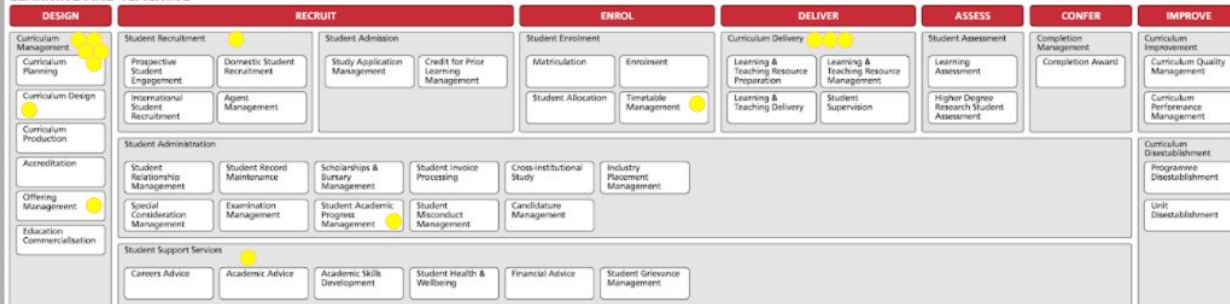 LEARNING AND TEACHING
DESIGN
RECRUIT
ENROL
DELIVER
ASSESS
CONFER
IMPROVE
Curriculum
Management
Curriculum
Planning
Curriculum Design
Curriculum
Production
Accreditation
Offering
Management
Education
Commercialisation
Student Recruitment
Prospective
Student
Engagement
Domestic Student
Recruitment
International
Student
Recruitment
Agent
Management
Student Admission
Study Application
Management
Credit for Prior
Learning
Management
Student Enrolment
Matriculation
Enrolment
Student Allocation
Timetable
Management
Curriculum Delivery
Learning &
Teaching Resource
Preparation
Learning &
Teaching Resource
Management
Learning &
Teaching Delivery
Student
Supervision
Student Assessment
Learning
Assessment
Higher Degree
Research Student
Assessment
Completion
Management
Completion Award
Curriculum
Improvement
Curriculum Quality
Management
Curriculum
Performance
Management
Student Administration
Student
Relationship
Management
Student Record
Maintenance
Scholarships &
Bursary
Management
Student Invoice
Processing
Cross-Institutional
Study
Industry
Placement
Management
Special
Consideration
Management
Examination
Management
Student Academic
Progress
Management
Student
Misconduct
Management
Candidature
Management
Curriculum
Disestablishment
Programme
Disestablishment
Unit
Disestablishment
Student Support Services
Careers Advice
Academic Advice
Academic Skills
Development
Student Health &
Wellbeing
Financial Advice
Student Grievance
Management